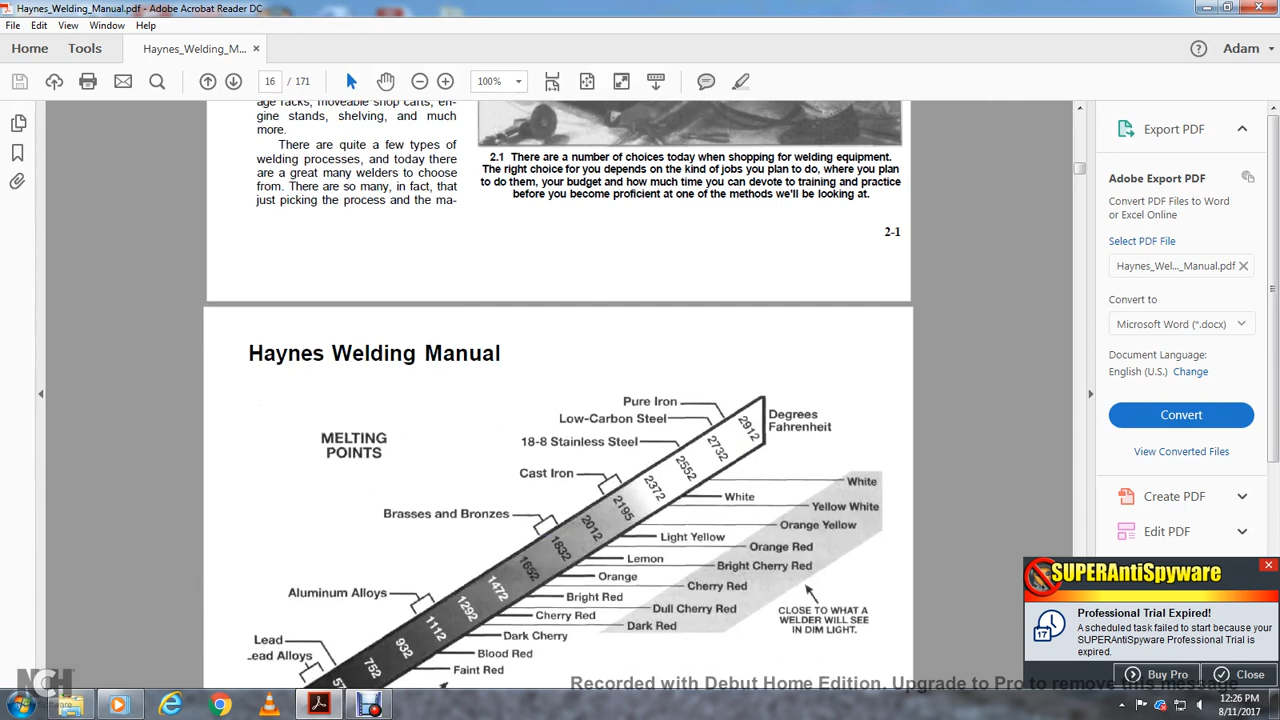 Haynes_Welding_Manual.pdf - Adobe Acrobat Reader DC
File Edit View Window Help
Home Tools Haynes_Welding_M... × Adam
16 / 171 100%
age racks, moveable shop carts, en-
gine stands, shelving, and much
more.
There are quite a few types of
welding processes, and today there
are a great many welders to choose
from. There are so many, in fact, that
just picking the process and the ma-
2.1 There are a number of choices today when shopping for welding equipment.
The right choice for you depends on the kind of jobs you plan to do, where you plan
to do them, your budget and how much time you can devote to training and practice
before you become proficient at one of the methods we'll be looking at.
2-1
Haynes Welding Manual
MELTING
POINTS
Pure Iron
Low-Carbon Steel
18-8 Stainless Steel
Cast Iron
Brasses and Bronzes
Aluminum Alloys
Lead
Lead Alloys
Degrees
Fahrenheit
2912
2732
2552
2372
2195
2012
1832
1652
1472
1292
1112
932
752
White
Light Yellow
Lemon
Orange
Bright Red
Cherry Red
Dark Cherry
Blood Red
Faint Red
White
Yellow White
Orange Yellow
Orange Red
Bright Cherry Red
Cherry Red
Dull Cherry Red
Dark Red
CLOSE TO WHAT A
WELDER WILL SEE
IN DIM LIGHT.
Export PDF
Adobe Export PDF
Convert PDF Files to Word
or Excel Online
Select PDF File
Haynes_Wel..._Manual.pdf ×
Convert to
Microsoft Word (*.docx)
Document Language:
English (U.S.) Change
Convert
View Converted Files
Create PDF
Edit PDF
SUPERAntiSpyware
17
Professional Trial Expired!
A scheduled task failed to start because your
SUPERAntiSpyware Professional Trial is
expired.
Buy Pro Close
NCH
Software
Recorded with Debut Home Edition. Upgrade to Pro to remove this message
12:26 PM
8/11/2017